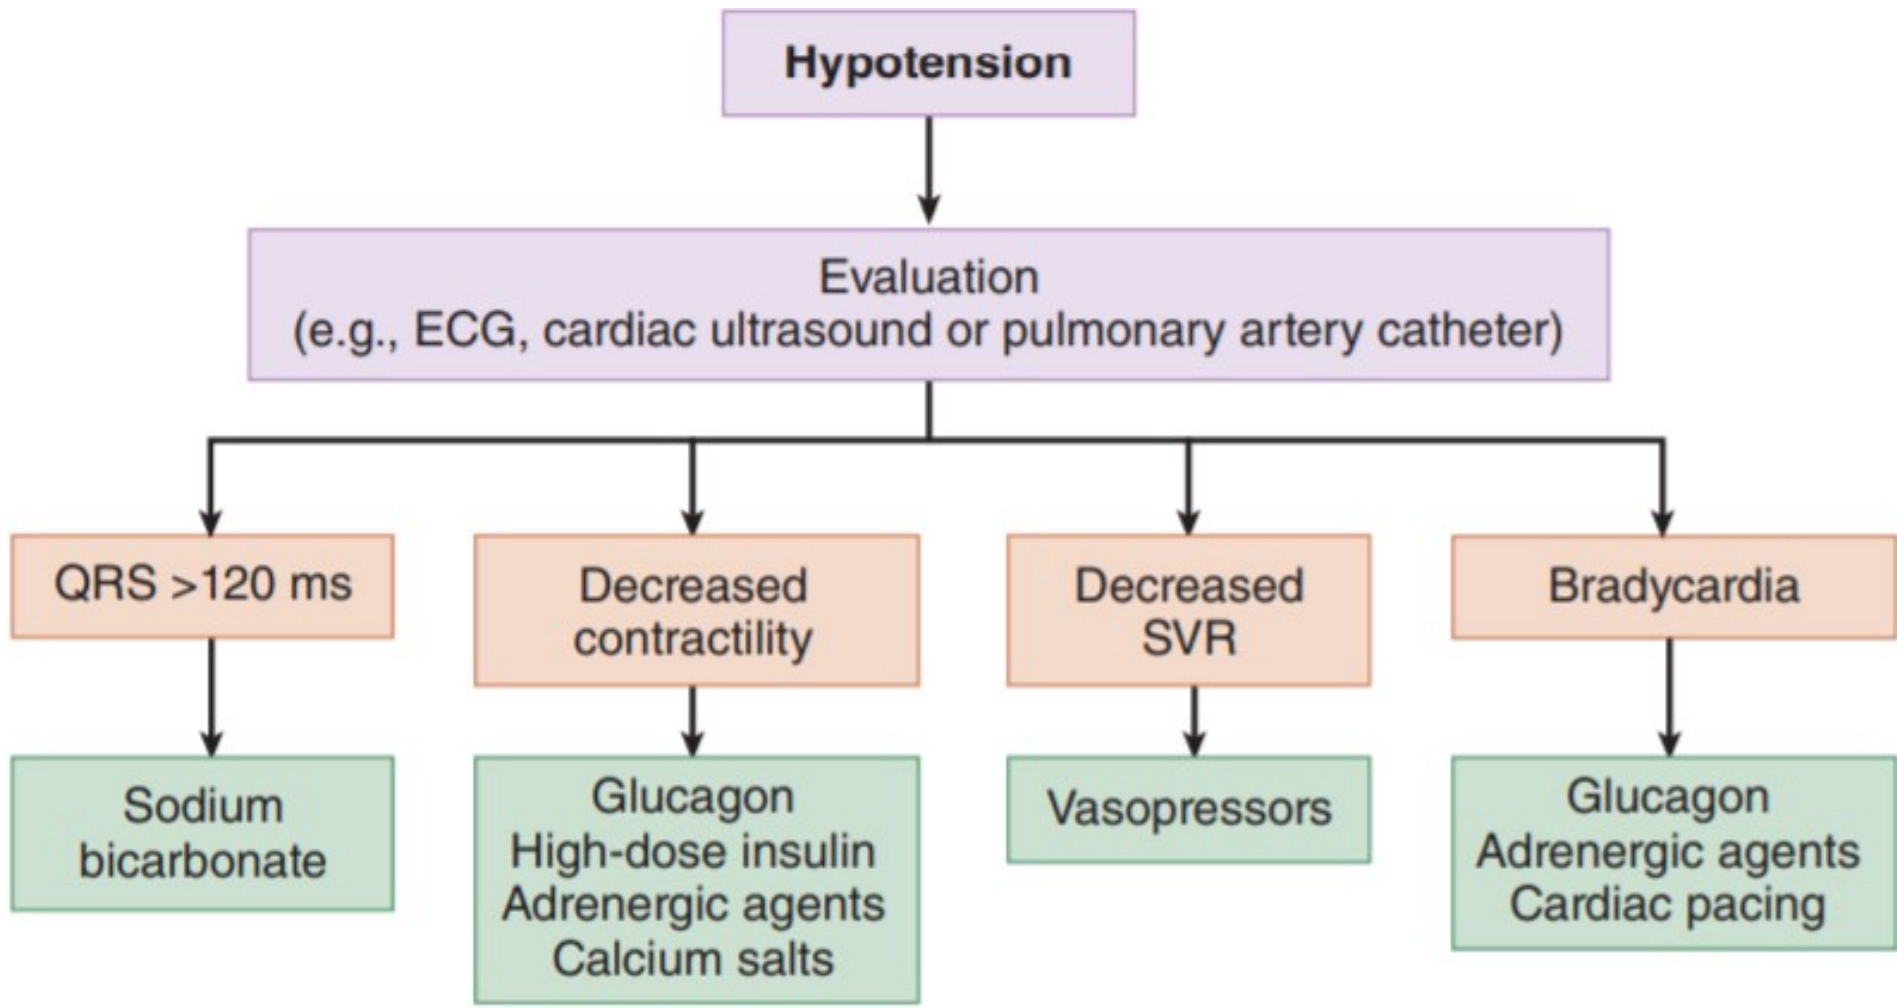 Hypotension
Evaluation
(e.g., ECG, cardiac ultrasound or pulmonary artery catheter)
QRS >120 ms
Decreased
contractility
Decreased
SVR
Bradycardia
Sodium
bicarbonate
Glucagon
High-dose insulin
Adrenergic agents
Calcium salts
Vasopressors
Glucagon
Adrenergic agents
Cardiac pacing